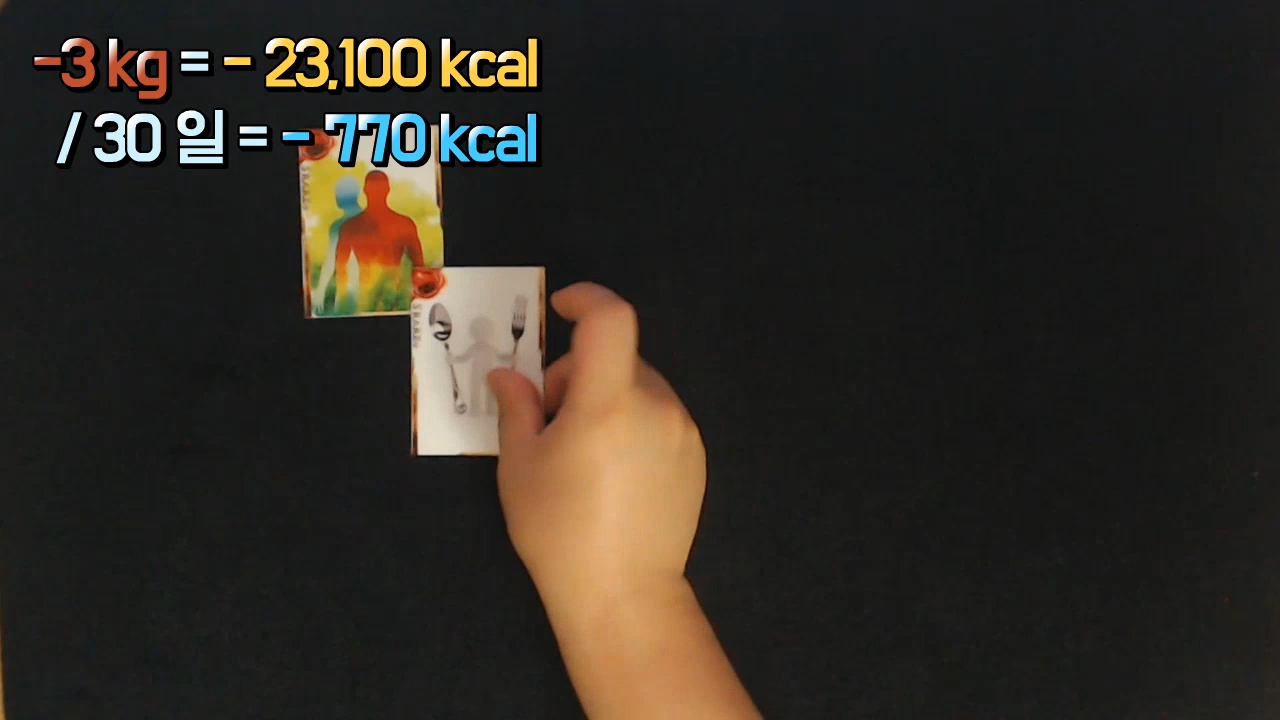 -3 kg = - 23,100 kcal
/ 30 일 = - 770 kcal